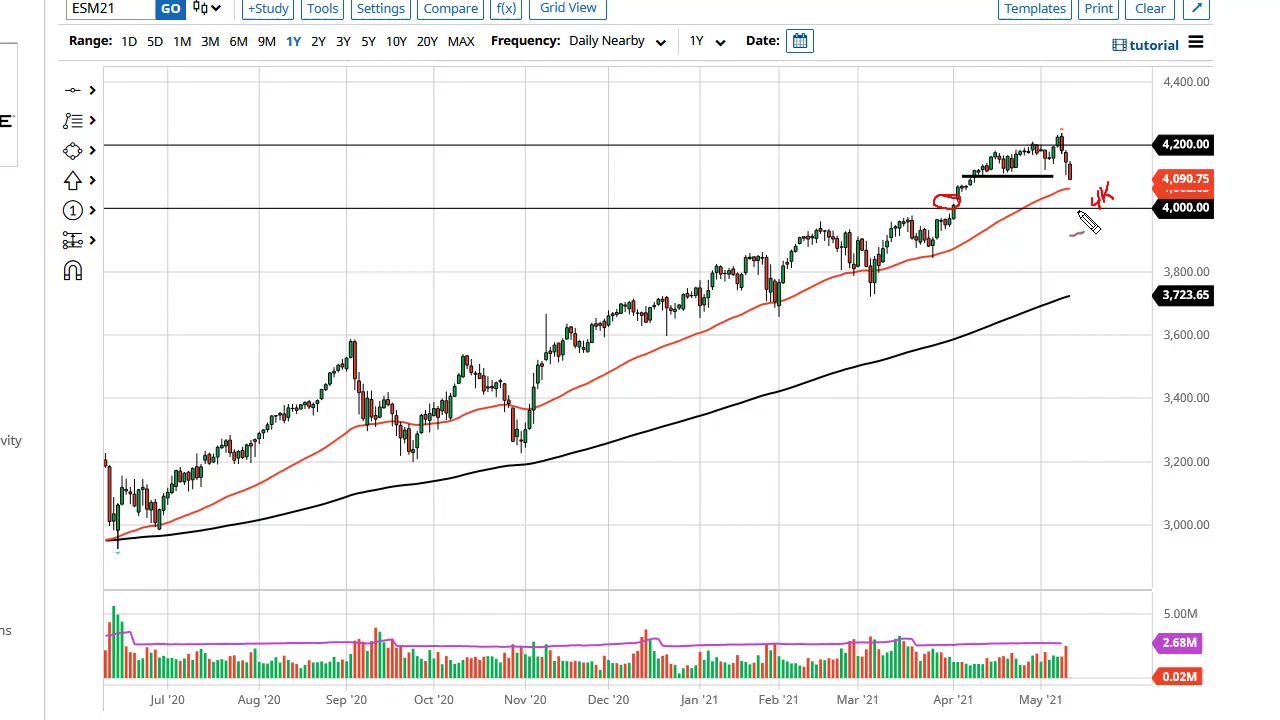 ESM21 GO +Study Tools Settings Compare f(x) Grid View Templates Print Clear
Range: 1D 5D 1M 3M 6M 9M 1Y 2Y 3Y 5Y 10Y 20Y MAX Frequency: Daily Nearby 1Y Date: tutorial
4,400.00
E
4,200.00
4,090.75
4K
4,000.00
3,800.00
3,723.65
3,600.00
3,400.00
vity
3,200.00
3,000.00
5.00M
ns
2.68M
0.02M
Jul '20 Aug '20 Sep '20 Oct '20 Nov '20 Dec '20 Jan '21 Feb '21 Mar '21 Apr '21 May '21
1